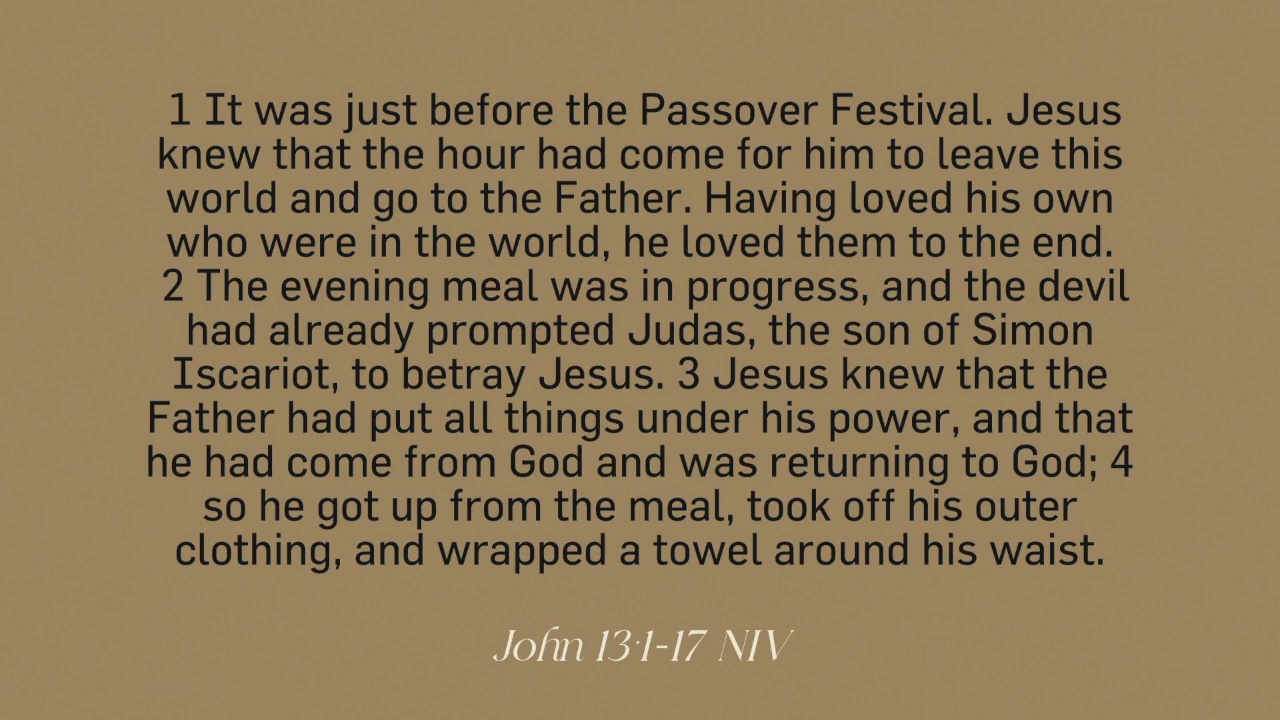 1 It was just before the Passover Festival. Jesus
knew that the hour had come for him to leave this
world and go to the Father. Having loved his own
who were in the world, he loved them to the end.
2 The evening meal was in progress, and the devil
had already prompted Judas, the son of Simon
Iscariot, to betray Jesus. 3 Jesus knew that the
Father had put all things under his power, and that
he had come from God and was returning to God; 4
so he got up from the meal, took off his outer
clothing, and wrapped a towel around his waist.
John 13:1-17 NIV